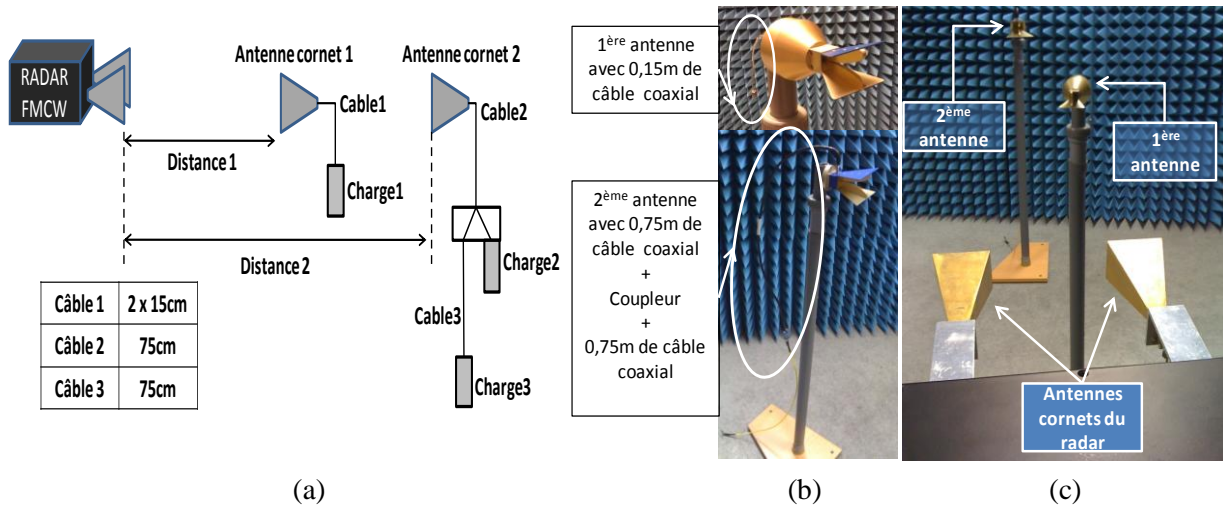 RADAR
FMCW
Antenne cornet 1
Antenne cornet 2
Cable1
Cable2
Distance 1
Charge1
Charge2
Distance 2
Cable3
Charge3
Câble 1 2 x 15cm
Câble 2 75cm
Câble 3 75cm
(a)
1ère antenne
avec 0,15m de
câble coaxial
2ème antenne
avec 0,75m de
câble coaxial
+
Coupleur
+
0,75m de câble
coaxial
(b)
2ème
antenne
1ère
antenne
Antennes
cornets du
radar
(c)